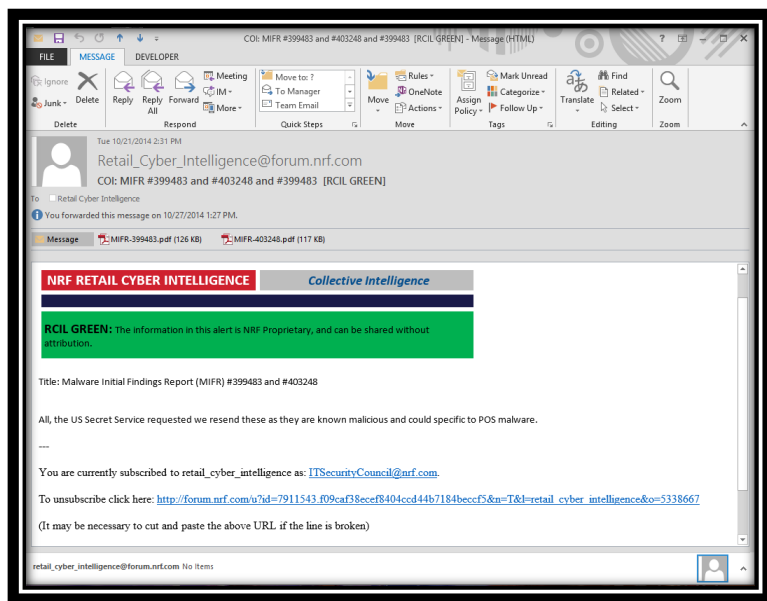 COI: MIFR #399483 and #403248 and #399483 [RCIL GREEN] - Message (HTML)
FILE MESSAGE DEVELOPER
Ignore
Junk
Delete
Reply
Reply All
Forward
Meeting
IM
More
Move to: ?
To Manager
Team Email
Move
Rules
OneNote
Actions
Assign Policy
Mark Unread
Categorize
Follow Up
Translate
Find
Related
Select
Zoom
Delete Respond Quick Steps Move Tags Editing Zoom
Tue 10/21/2014 2:31 PM
Retail_Cyber_Intelligence@forum.nrf.com
COI: MIFR #399483 and #403248 and #399483 [RCIL GREEN]
To Retail Cyber Intelligence
You forwarded this message on 10/27/2014 1:27 PM.
Message MIFR-399483.pdf (126 KB) MIFR-403248.pdf (117 KB)
NRF RETAIL CYBER INTELLIGENCE Collective Intelligence
RCIL GREEN: The information in this alert is NRF Proprietary, and can be shared without
attribution.
Title: Malware Initial Findings Report (MIFR) #399483 and #403248
All, the US Secret Service requested we resend these as they are known malicious and could specific to POS malware.
---
You are currently subscribed to retail_cyber_intelligence as: ITSecurityCouncil@nrf.com.
To unsubscribe click here: http://forum.nrf.com/u?id=7911543.f09caf38ecef8404ccd44b7184beccf5&n=T&l=retail_cyber_intelligence&o=5338667
(It may be necessary to cut and paste the above URL if the line is broken)
retail_cyber_intelligence@forum.nrf.com No Items